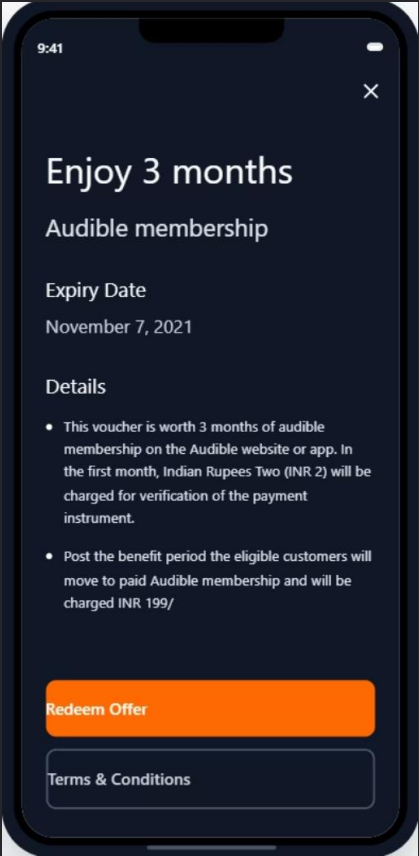 9:41
Enjoy 3 months
Audible membership
Expiry Date
November 7, 2021
Details
• This voucher is worth 3 months of audible
membership on the Audible website or app. In
the first month, Indian Rupees Two (INR 2) will be
charged for verification of the payment
instrument.
• Post the benefit period the eligible customers will
move to paid Audible membership and will be
charged INR 199/
Redeem Offer
Terms & Conditions